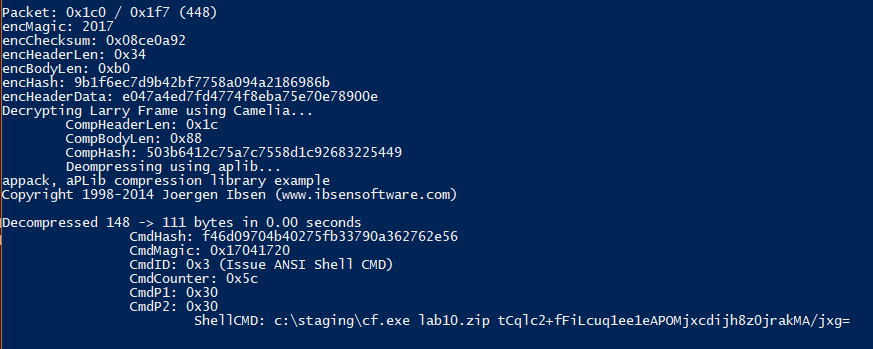 Packet: 0x1c0 / 0x1f7 (448)
encMagic: 2017
encChecksum: 0x08ce0a92
encHeaderLen: 0x34
encBodyLen: 0xb0
encHash: 9b1f6ec7d9b42bf7758a094a2186986b
encHeaderData: e047a4ed7fd4774f8eba75e70e78900e
Decrypting Larry Frame using Camelia...
CompHeaderLen: 0x1c
CompBodyLen: 0x88
CompHash: 503b6412c75a7c7558d1c92683225449
Deompressing using aplib...
appack, aPLib compression library example
Copyright 1998-2014 Joergen Ibsen (www.ibsensoftware.com)
Decompressed 148 -> 111 bytes in 0.00 seconds
CmdHash: f46d09704b40275fb33790a362762e56
CmdMagic: 0x17041720
CmdID: 0x3 (Issue ANSI Shell CMD)
CmdCounter: 0x5c
CmdP1: 0x30
CmdP2: 0x30
ShellCMD: c:\staging\cf.exe lab10.zip tCqlc2+fFiLcuq1ee1eAPOMjxcdijh8z0jrakMA/jxg=